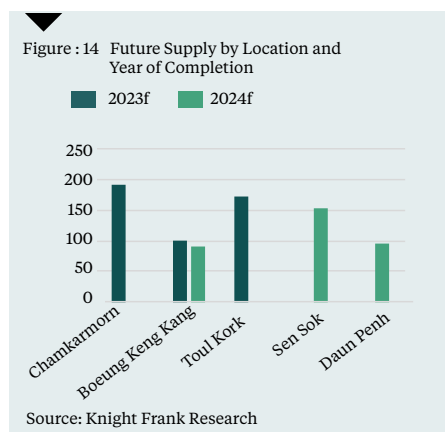 Figure : 14 Future Supply by Location and
Year of Completion
2023f 2024f
250
200
150
100
50
0
Chamkarmorn
Boeung Keng Kang
Toul Kork
Sen Sok
Daun Penh
Source: Knight Frank Research